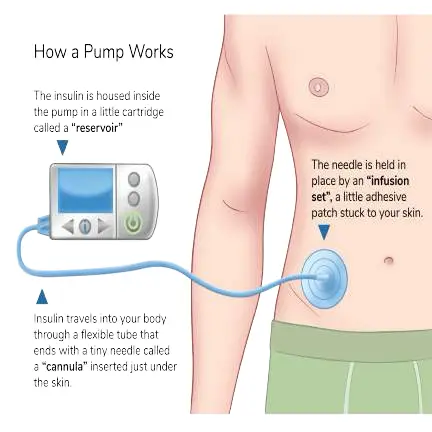 How a Pump Works
The insulin is housed inside
the pump in a little cartridge
called a “reservoir”
The needle is held in
place by an “infusion
set”, a little adhesive
patch stuck to your skin.
Insulin travels into your body
through a flexible tube that
ends with a tiny needle called
a “cannula” inserted just under
the skin.